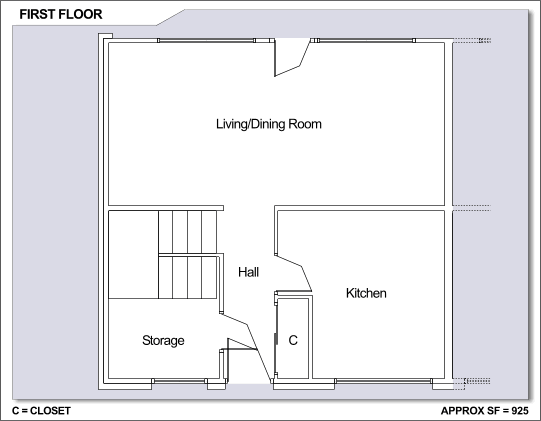 FIRST FLOOR
Living/Dining Room
Hall
Kitchen
Storage
C
C = CLOSET
APPROX SF = 925